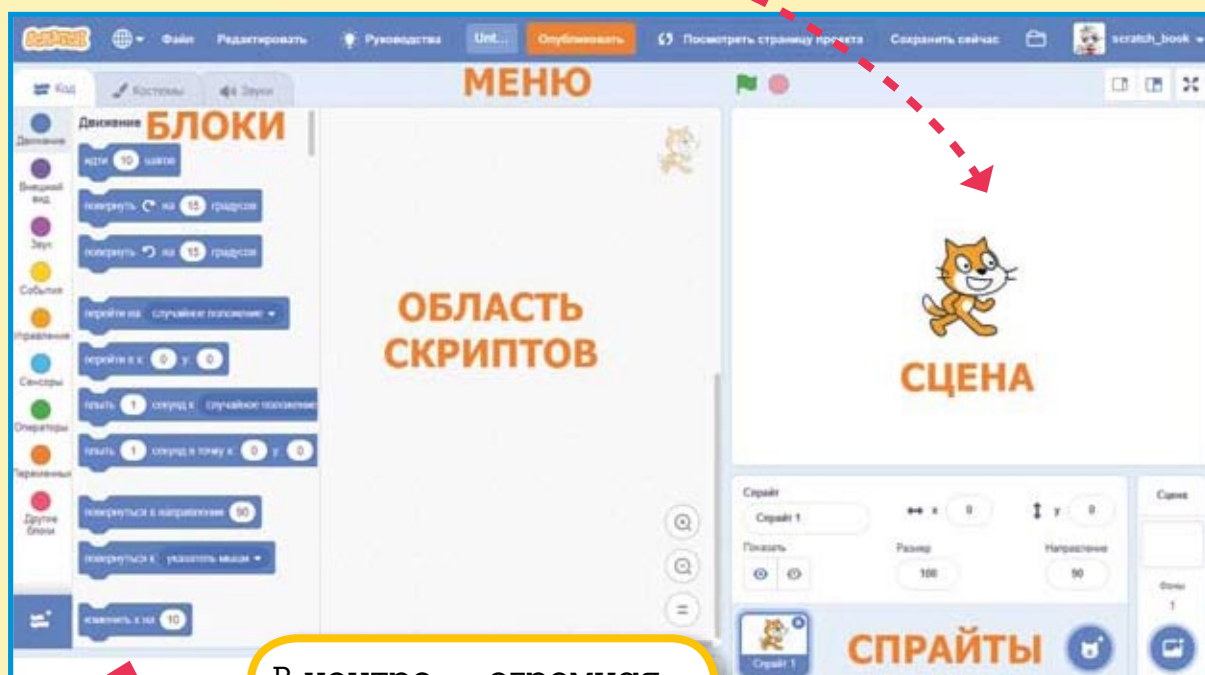 SCRATCH
Файл Редактировать Руководства Unt... Опубликовать Посмотреть страницу проекта Сохранить сейчас scratch_book
МЕНЮ
Код Костюмы Звуки
БЛОКИ
Движение
Движение
Внешний вид
Звук
События
Управление
Сенсоры
Операторы
Переменные
Другие блоки
идти 10 шагов
повернуть на 15 градусов
повернуть на 15 градусов
перейти на случайное положение
перейти в x: 0 y: 0
плыть 1 секунд к случайное положение
плыть 1 секунд в точку x: 0 y: 0
повернуться в направлении 90
повернуться к указатель мыши
изменить x на 10
ОБЛАСТЬ
СКРИПТОВ
СЦЕНА
Спрайт
Спрайт 1
x 0
y 0
Показать
Размер
100
Направление
90
Сцена
Фоны
1
Спрайт 1
СПРАЙТЫ
В центре — огромная